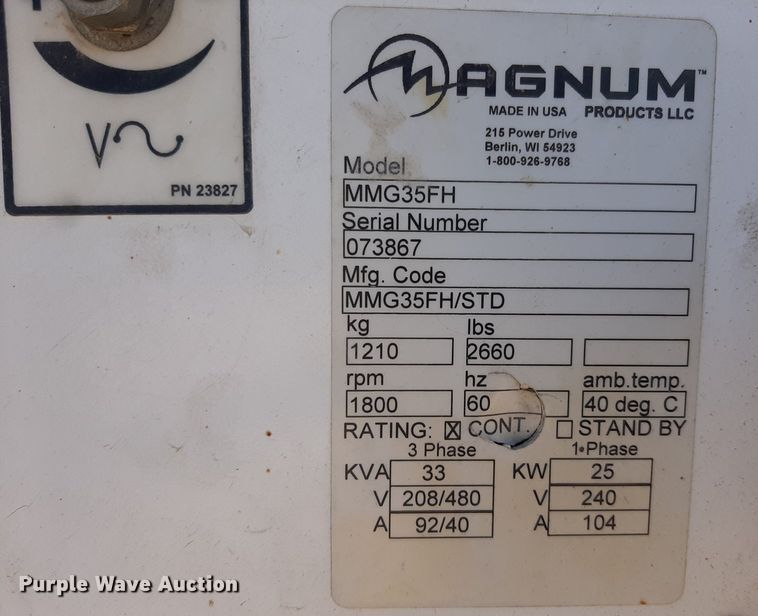 V
PN 23827
MAGNUM™
MADE IN USA PRODUCTS LLC
215 Power Drive
Berlin, WI 54923
1-800-926-9768
Model
MMG35FH
Serial Number
073867
Mfg. Code
MMG35FH/STD
kg lbs
1210 2660
rpm hz amb.temp.
1800 60 40 deg. C
RATING: ☒ CONT. ☐ STAND BY
3 Phase 1•Phase
KVA 33 KW 25
V 208/480 V 240
A 92/40 A 104
Purple Wave Auction